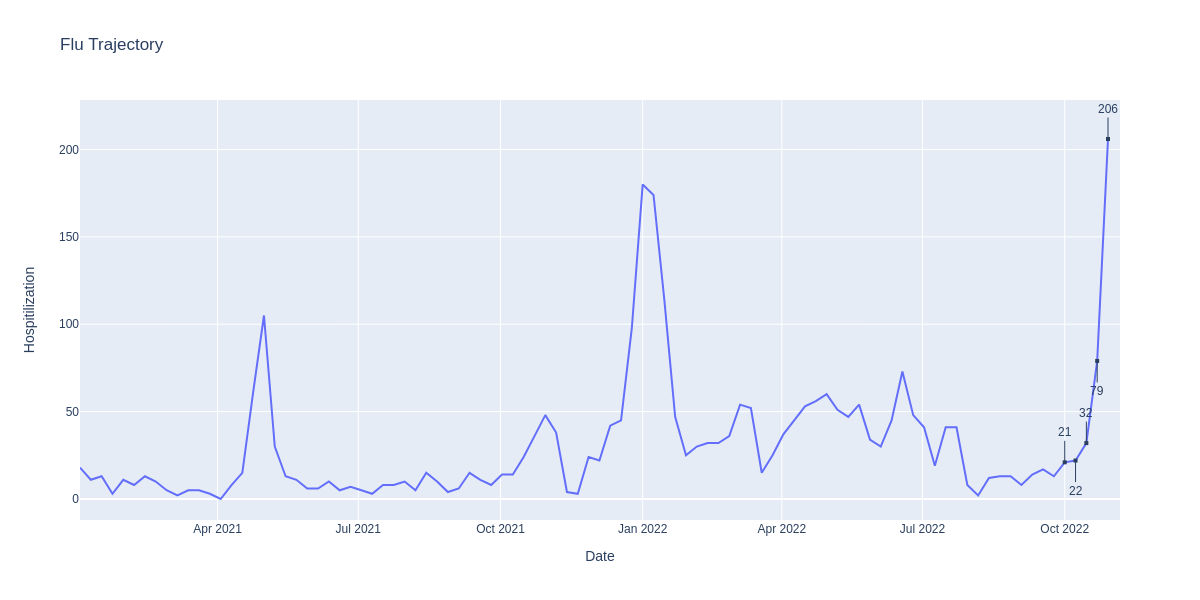 Flu Trajectory
206
200
150
100
50
0
79
32
21
22
Hospitilization
Apr 2021
Jul 2021
Oct 2021
Jan 2022
Apr 2022
Jul 2022
Oct 2022
Date